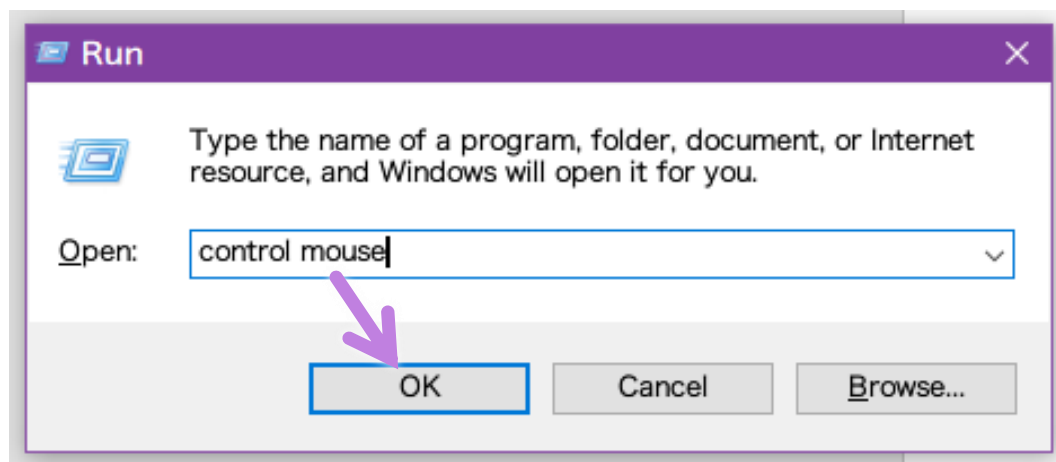 Run
Type the name of a program, folder, document, or Internet
resource, and Windows will open it for you.
Open: control mouse
OK Cancel Browse...